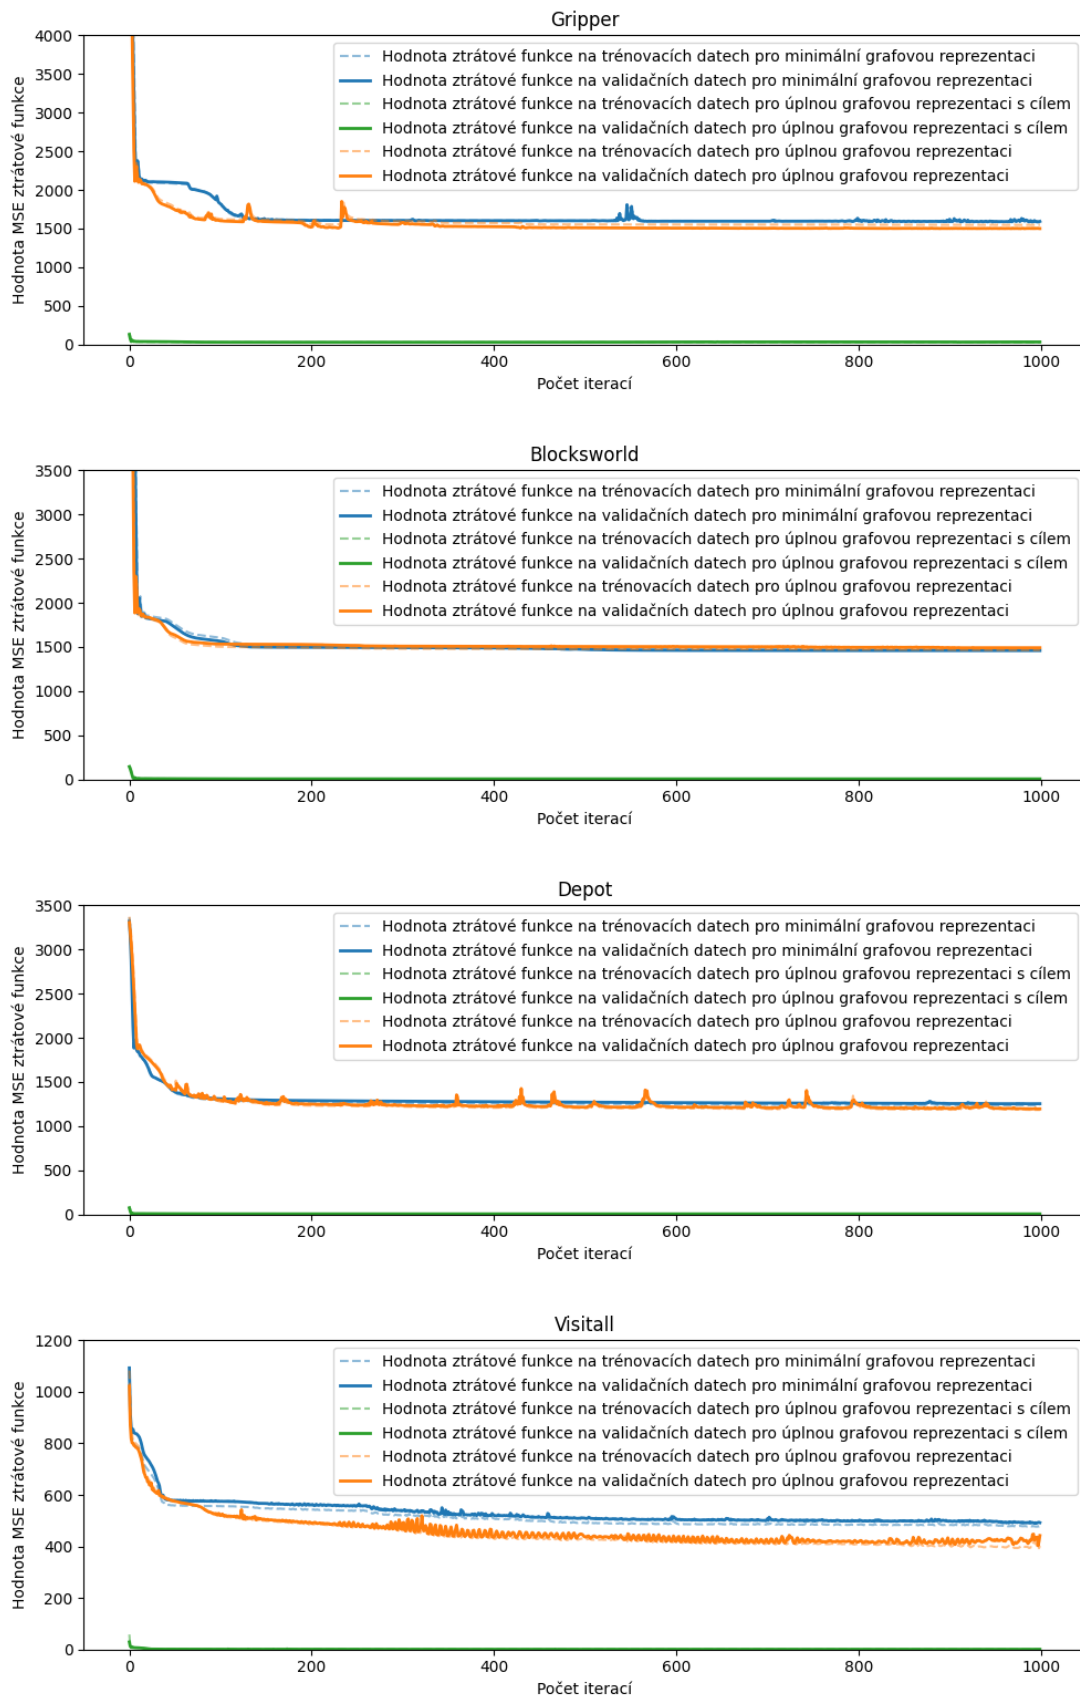 Gripper
Hodnota MSE ztrátové funkce
4000
3500
3000
2500
2000
1500
1000
500
0
Hodnota ztrátové funkce na trénovacích datech pro minimální grafovou reprezentaci
Hodnota ztrátové funkce na validačních datech pro minimální grafovou reprezentaci
Hodnota ztrátové funkce na trénovacích datech pro úplnou grafovou reprezentaci s cílem
Hodnota ztrátové funkce na validačních datech pro úplnou grafovou reprezentaci s cílem
Hodnota ztrátové funkce na trénovacích datech pro úplnou grafovou reprezentaci
Hodnota ztrátové funkce na validačních datech pro úplnou grafovou reprezentaci
0 200 400 600 800 1000
Počet iterací
Blocksworld
Hodnota MSE ztrátové funkce
3500
3000
2500
2000
1500
1000
500
0
Hodnota ztrátové funkce na trénovacích datech pro minimální grafovou reprezentaci
Hodnota ztrátové funkce na validačních datech pro minimální grafovou reprezentaci
Hodnota ztrátové funkce na trénovacích datech pro úplnou grafovou reprezentaci s cílem
Hodnota ztrátové funkce na validačních datech pro úplnou grafovou reprezentaci s cílem
Hodnota ztrátové funkce na trénovacích datech pro úplnou grafovou reprezentaci
Hodnota ztrátové funkce na validačních datech pro úplnou grafovou reprezentaci
0 200 400 600 800 1000
Počet iterací
Depot
Hodnota MSE ztrátové funkce
3500
3000
2500
2000
1500
1000
500
0
Hodnota ztrátové funkce na trénovacích datech pro minimální grafovou reprezentaci
Hodnota ztrátové funkce na validačních datech pro minimální grafovou reprezentaci
Hodnota ztrátové funkce na trénovacích datech pro úplnou grafovou reprezentaci s cílem
Hodnota ztrátové funkce na validačních datech pro úplnou grafovou reprezentaci s cílem
Hodnota ztrátové funkce na trénovacích datech pro úplnou grafovou reprezentaci
Hodnota ztrátové funkce na validačních datech pro úplnou grafovou reprezentaci
0 200 400 600 800 1000
Počet iterací
Visitall
Hodnota MSE ztrátové funkce
1200
1000
800
600
400
200
0
Hodnota ztrátové funkce na trénovacích datech pro minimální grafovou reprezentaci
Hodnota ztrátové funkce na validačních datech pro minimální grafovou reprezentaci
Hodnota ztrátové funkce na trénovacích datech pro úplnou grafovou reprezentaci s cílem
Hodnota ztrátové funkce na validačních datech pro úplnou grafovou reprezentaci s cílem
Hodnota ztrátové funkce na trénovacích datech pro úplnou grafovou reprezentaci
Hodnota ztrátové funkce na validačních datech pro úplnou grafovou reprezentaci
0 200 400 600 800 1000
Počet iterací